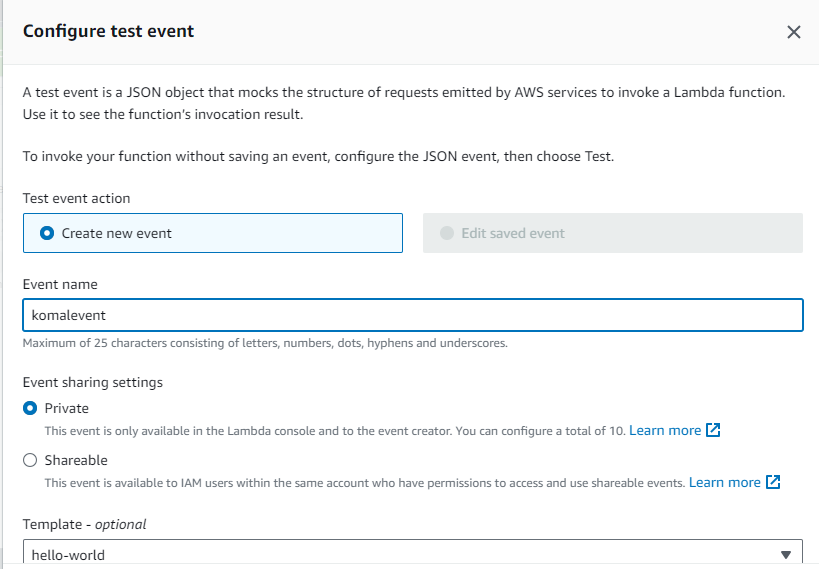 Configure test event
A test event is a JSON object that mocks the structure of requests emitted by AWS services to invoke a Lambda function.
Use it to see the function's invocation result.
To invoke your function without saving an event, configure the JSON event, then choose Test.
Test event action
Create new event
Edit saved event
Event name
komalevent
Maximum of 25 characters consisting of letters, numbers, dots, hyphens and underscores.
Event sharing settings
Private
This event is only available in the Lambda console and to the event creator. You can configure a total of 10. Learn more
Shareable
This event is available to IAM users within the same account who have permissions to access and use shareable events. Learn more
Template - optional
hello-world